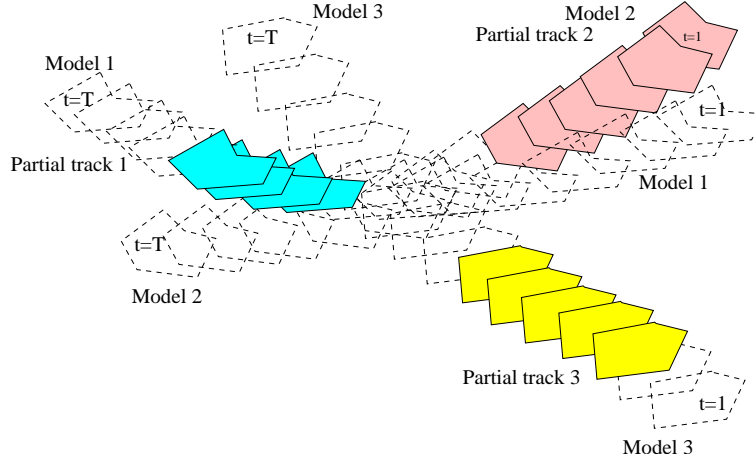 Model 3
Model 2
t=T
Partial track 2
t=1
Model 1
t=T
t=1
Partial track 1
Model 1
t=T
Model 2
Partial track 3
t=1
Model 3